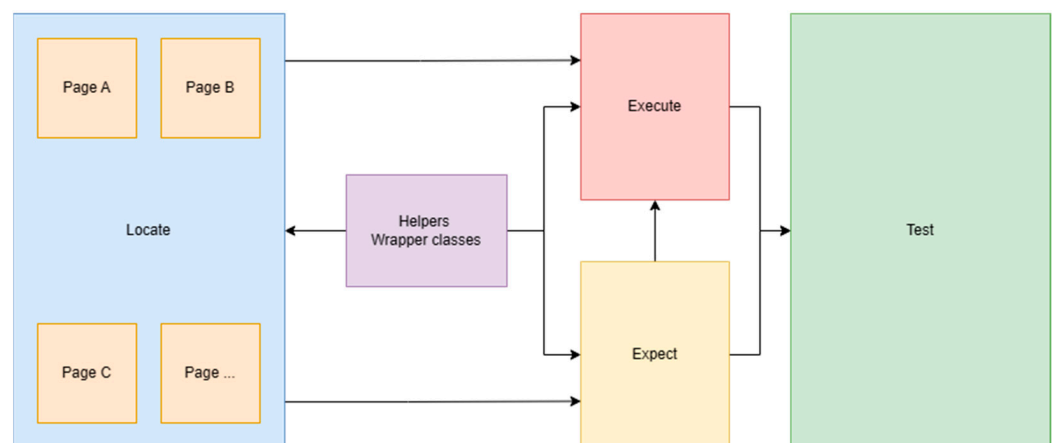 Page A
Page B
Locate
Page C
Page ...
Helpers
Wrapper classes
Execute
Expect
Test